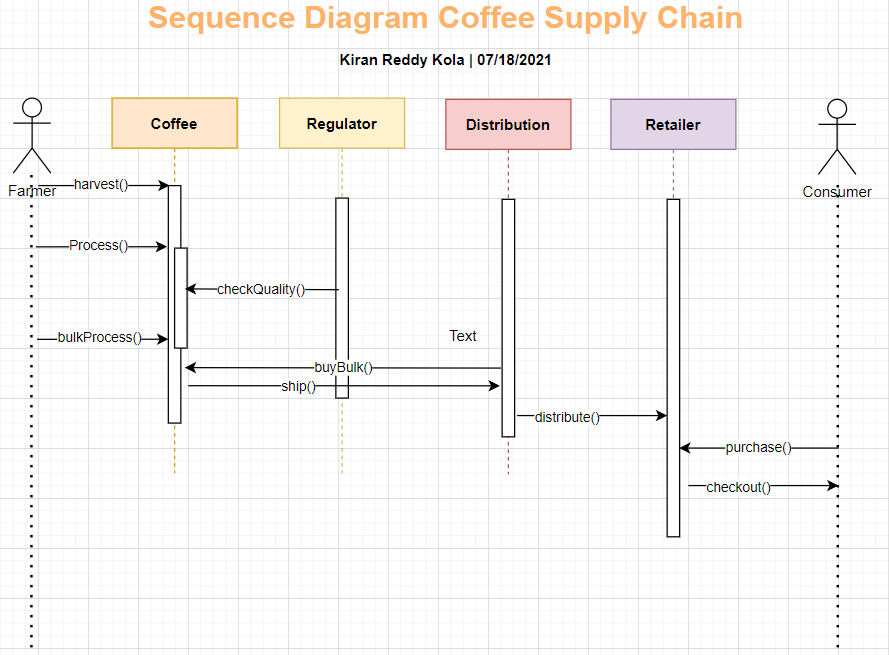 Sequence Diagram Coffee Supply Chain
Kiran Reddy Kola | 07/18/2021
Coffee
Regulator
Distribution
Retailer
Farmer
Consumer
harvest()
Process()
checkQuality()
bulkProcess()
Text
buyBulk()
ship()
distribute()
purchase()
checkout()